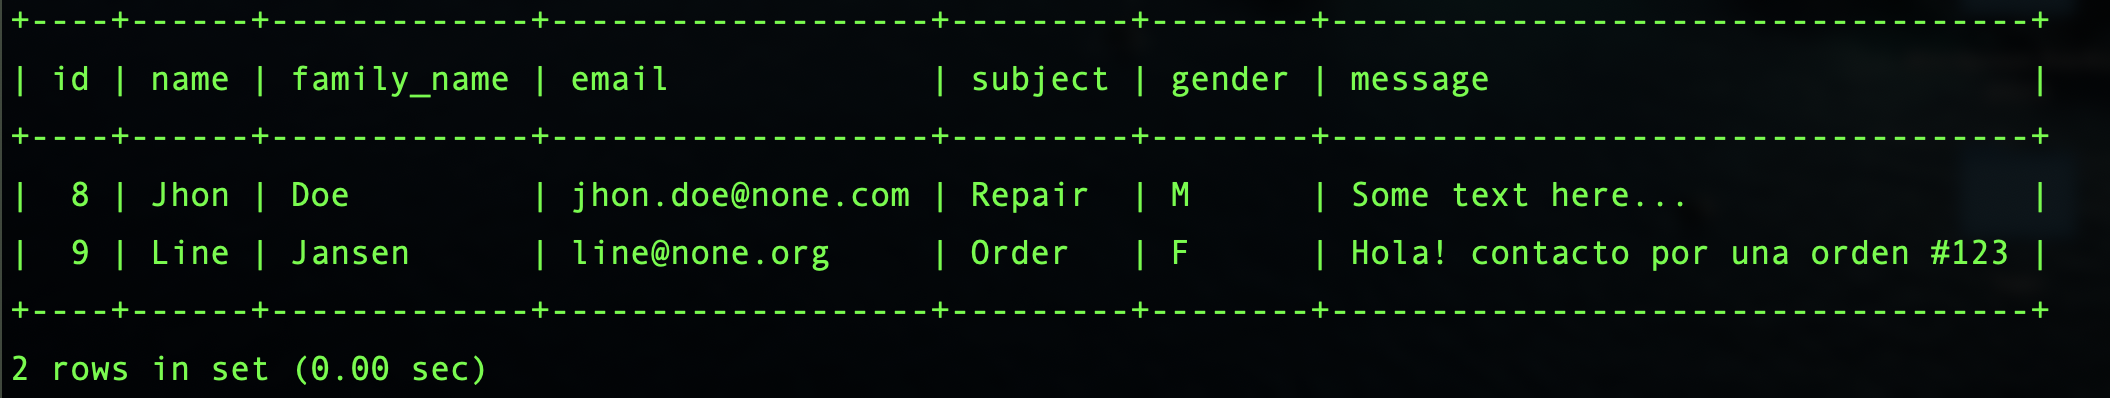 +----+------+-------------+-------------------+---------+--------+-----------------------------------+
| id | name | family_name | email             | subject | gender | message                           |
+----+------+-------------+-------------------+---------+--------+-----------------------------------+
|  8 | Jhon | Doe         | jhon.doe@none.com | Repair  | M      | Some text here...                 |
|  9 | Line | Jansen      | line@none.org     | Order   | F      | Hola! contacto por una orden #123 |
+----+------+-------------+-------------------+---------+--------+-----------------------------------+
2 rows in set (0.00 sec)